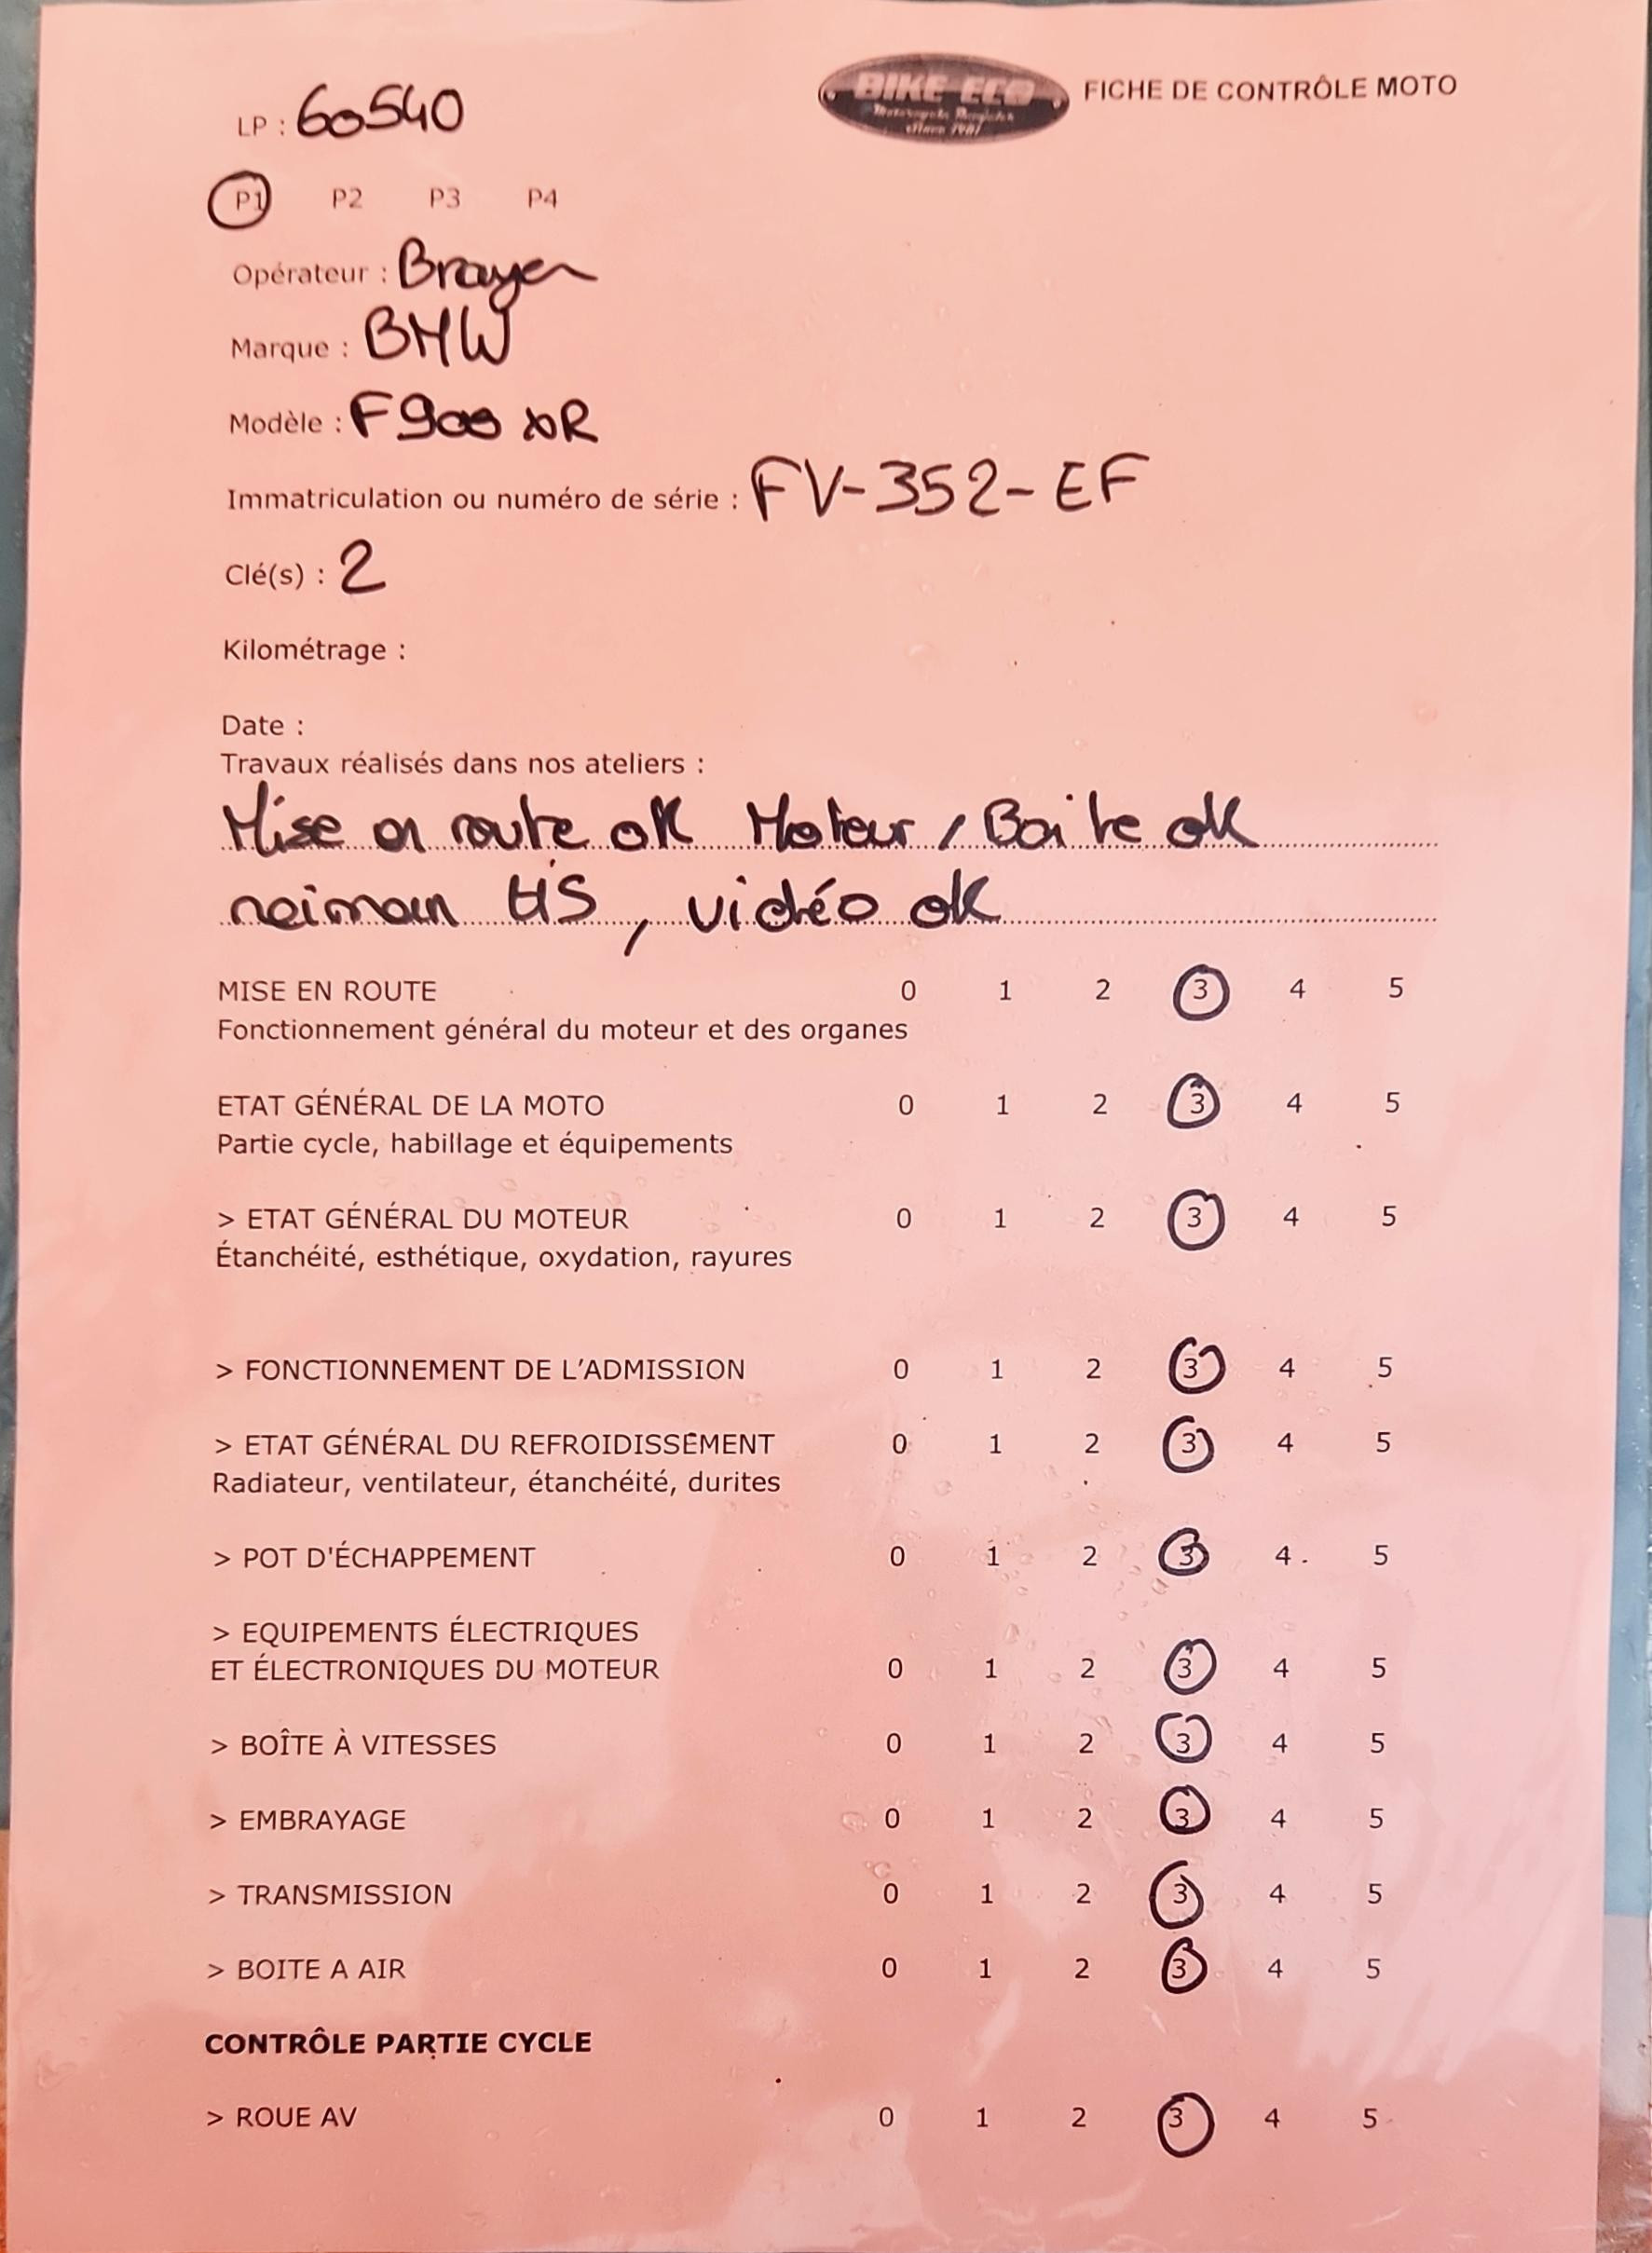 BIKE-ECO
Since 1981
FICHE DE CONTRÔLE MOTO
LP : 60540
P1 P2 P3 P4
Opérateur : Brayen
Marque : BMW
Modèle : F900 XR
Immatriculation ou numéro de série : FV-352-EF
Clé(s) : 2
Kilométrage :
Date :
Travaux réalisés dans nos ateliers :
Mise en route ok Moteur / Boite ok
neiman HS, vidéo ok
MISE EN ROUTE 0 1 2 3 4 5
Fonctionnement général du moteur et des organes
ETAT GÉNÉRAL DE LA MOTO 0 1 2 3 4 5
Partie cycle, habillage et équipements
> ETAT GÉNÉRAL DU MOTEUR 0 1 2 3 4 5
Étanchéité, esthétique, oxydation, rayures
> FONCTIONNEMENT DE L'ADMISSION 0 1 2 3 4 5
> ETAT GÉNÉRAL DU REFROIDISSEMENT 0 1 2 3 4 5
Radiateur, ventilateur, étanchéité, durites
> POT D'ÉCHAPPEMENT 0 1 2 3 4 5
> EQUIPEMENTS ÉLECTRIQUES
ET ÉLECTRONIQUES DU MOTEUR 0 1 2 3 4 5
> BOÎTE À VITESSES 0 1 2 3 4 5
> EMBRAYAGE 0 1 2 3 4 5
> TRANSMISSION 0 1 2 3 4 5
> BOITE A AIR 0 1 2 3 4 5
CONTRÔLE PARTIE CYCLE
> ROUE AV 0 1 2 3 4 5